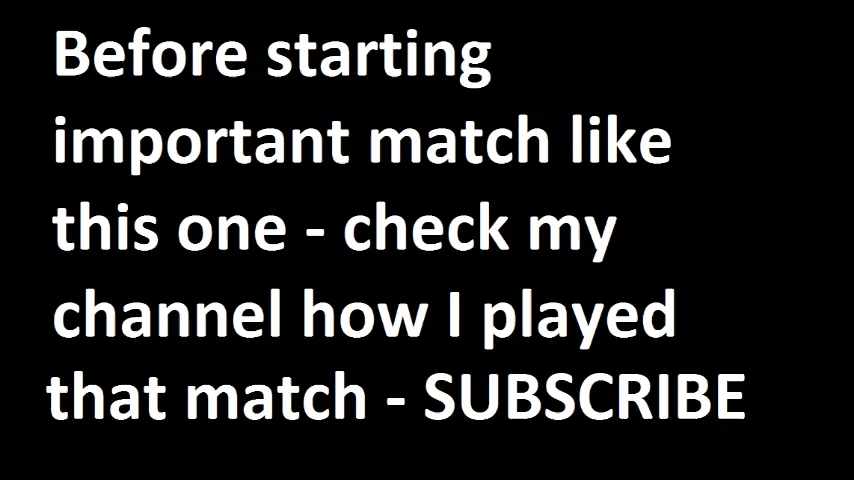 Before starting
important match like
this one - check my
channel how I played
that match - SUBSCRIBE